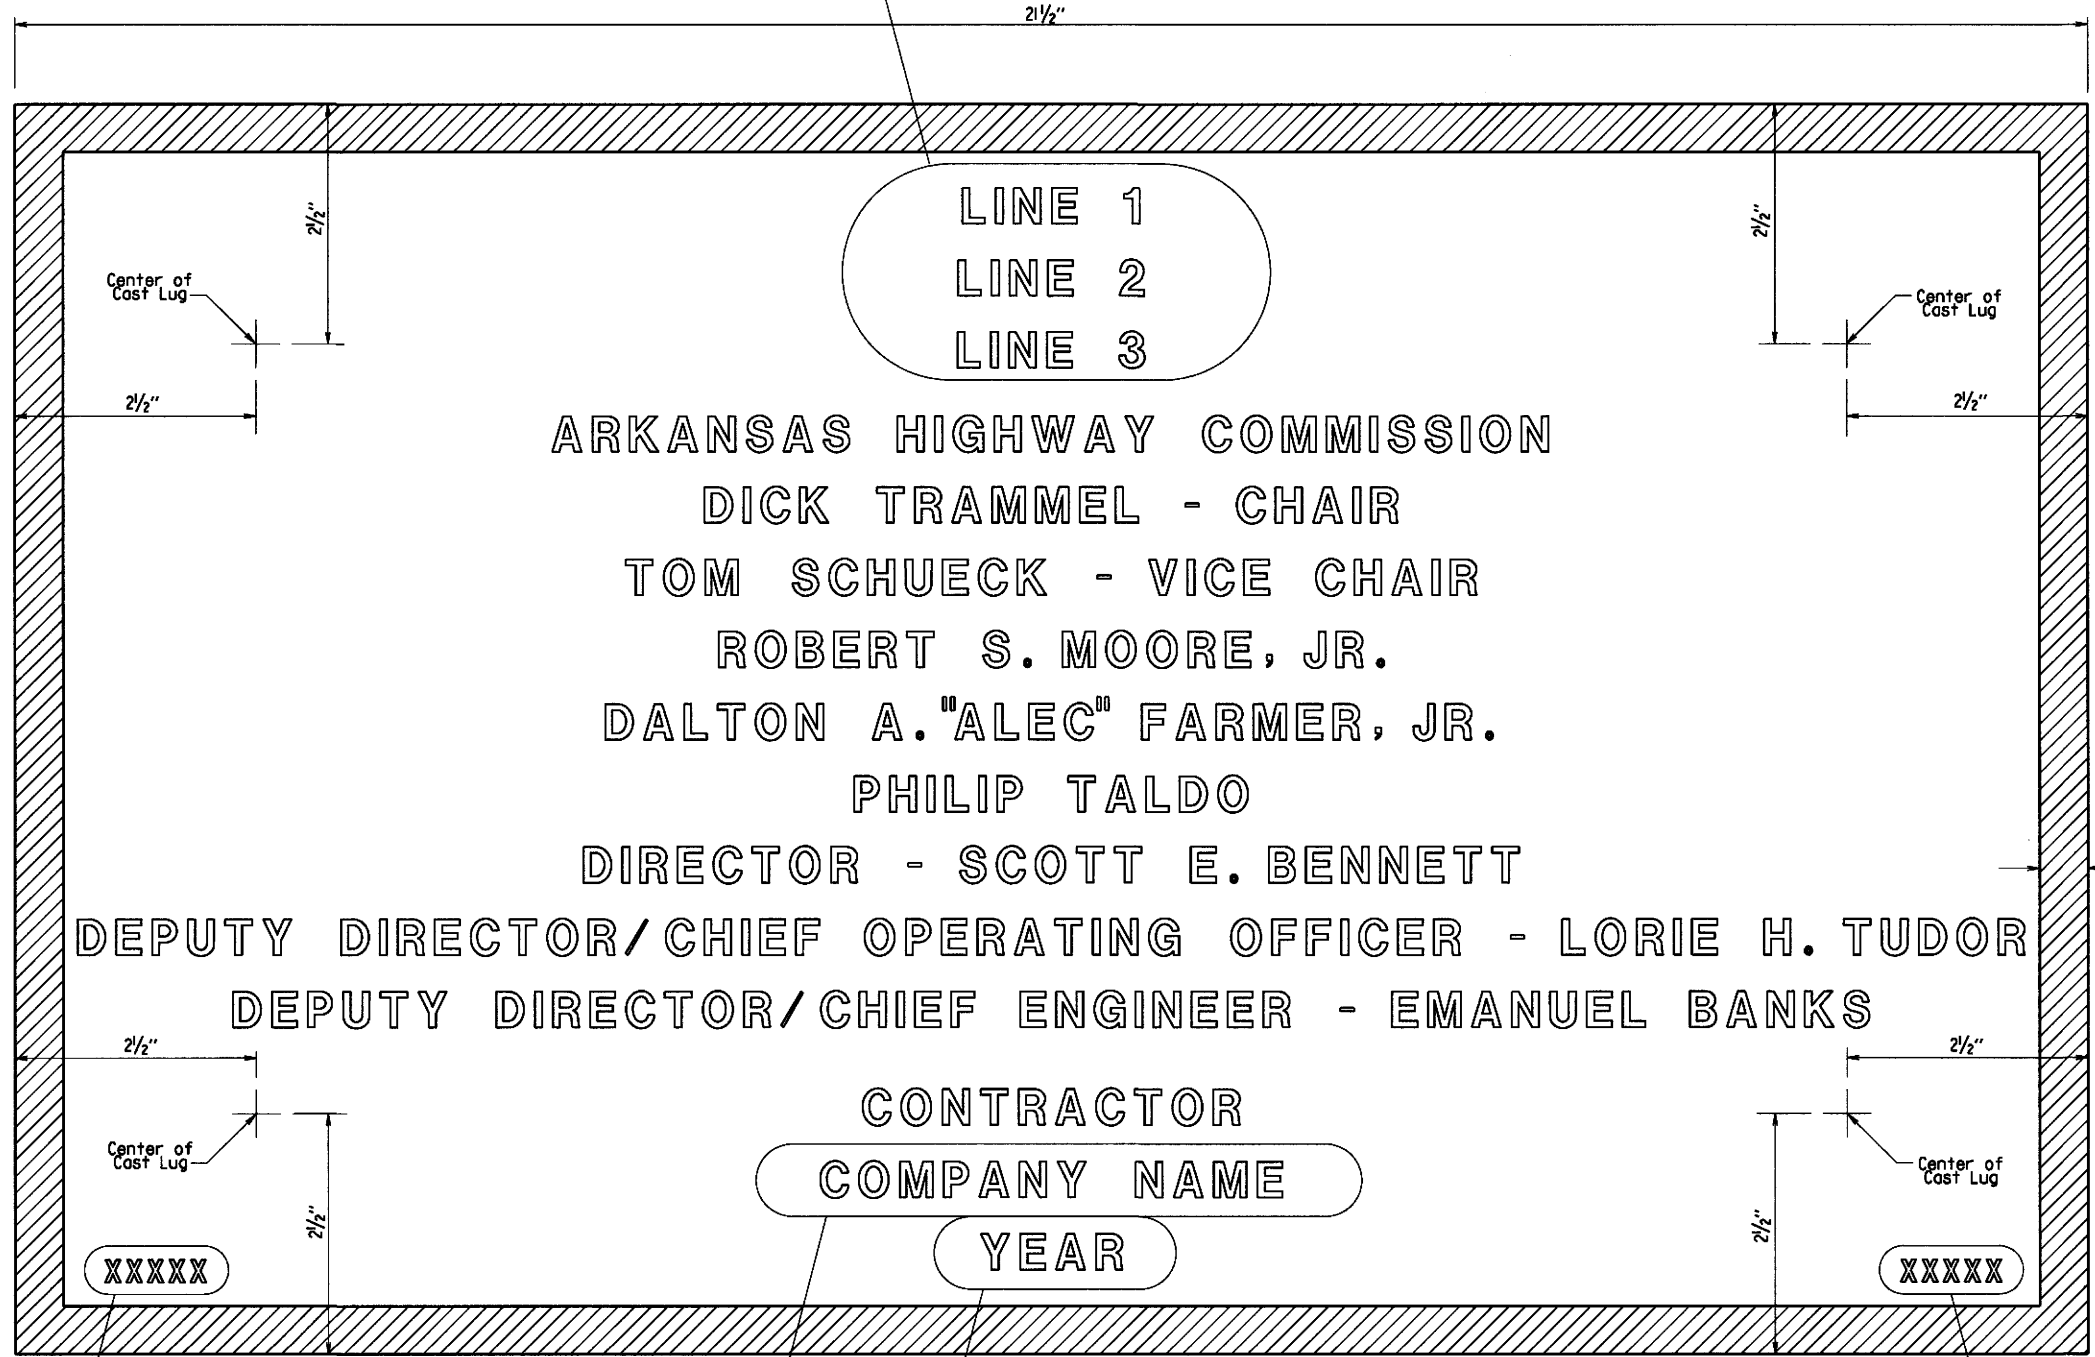 21½"
2½"
2½"
LINE 1
LINE 2
LINE 3
Center of
Cast Lug
Center of
Cast Lug
2½"
2½"
ARKANSAS HIGHWAY COMMISSION
DICK TRAMMEL - CHAIR
TOM SCHUECK - VICE CHAIR
ROBERT S. MOORE, JR.
DALTON A. "ALEC" FARMER, JR.
PHILIP TALDO
DIRECTOR - SCOTT E. BENNETT
DEPUTY DIRECTOR/CHIEF OPERATING OFFICER - LORIE H. TUDOR
DEPUTY DIRECTOR/CHIEF ENGINEER - EMANUEL BANKS
2½"
2½"
CONTRACTOR
Center of
Cast Lug
Center of
Cast Lug
COMPANY NAME
2½"
2½"
YEAR
XXXXX
XXXXX